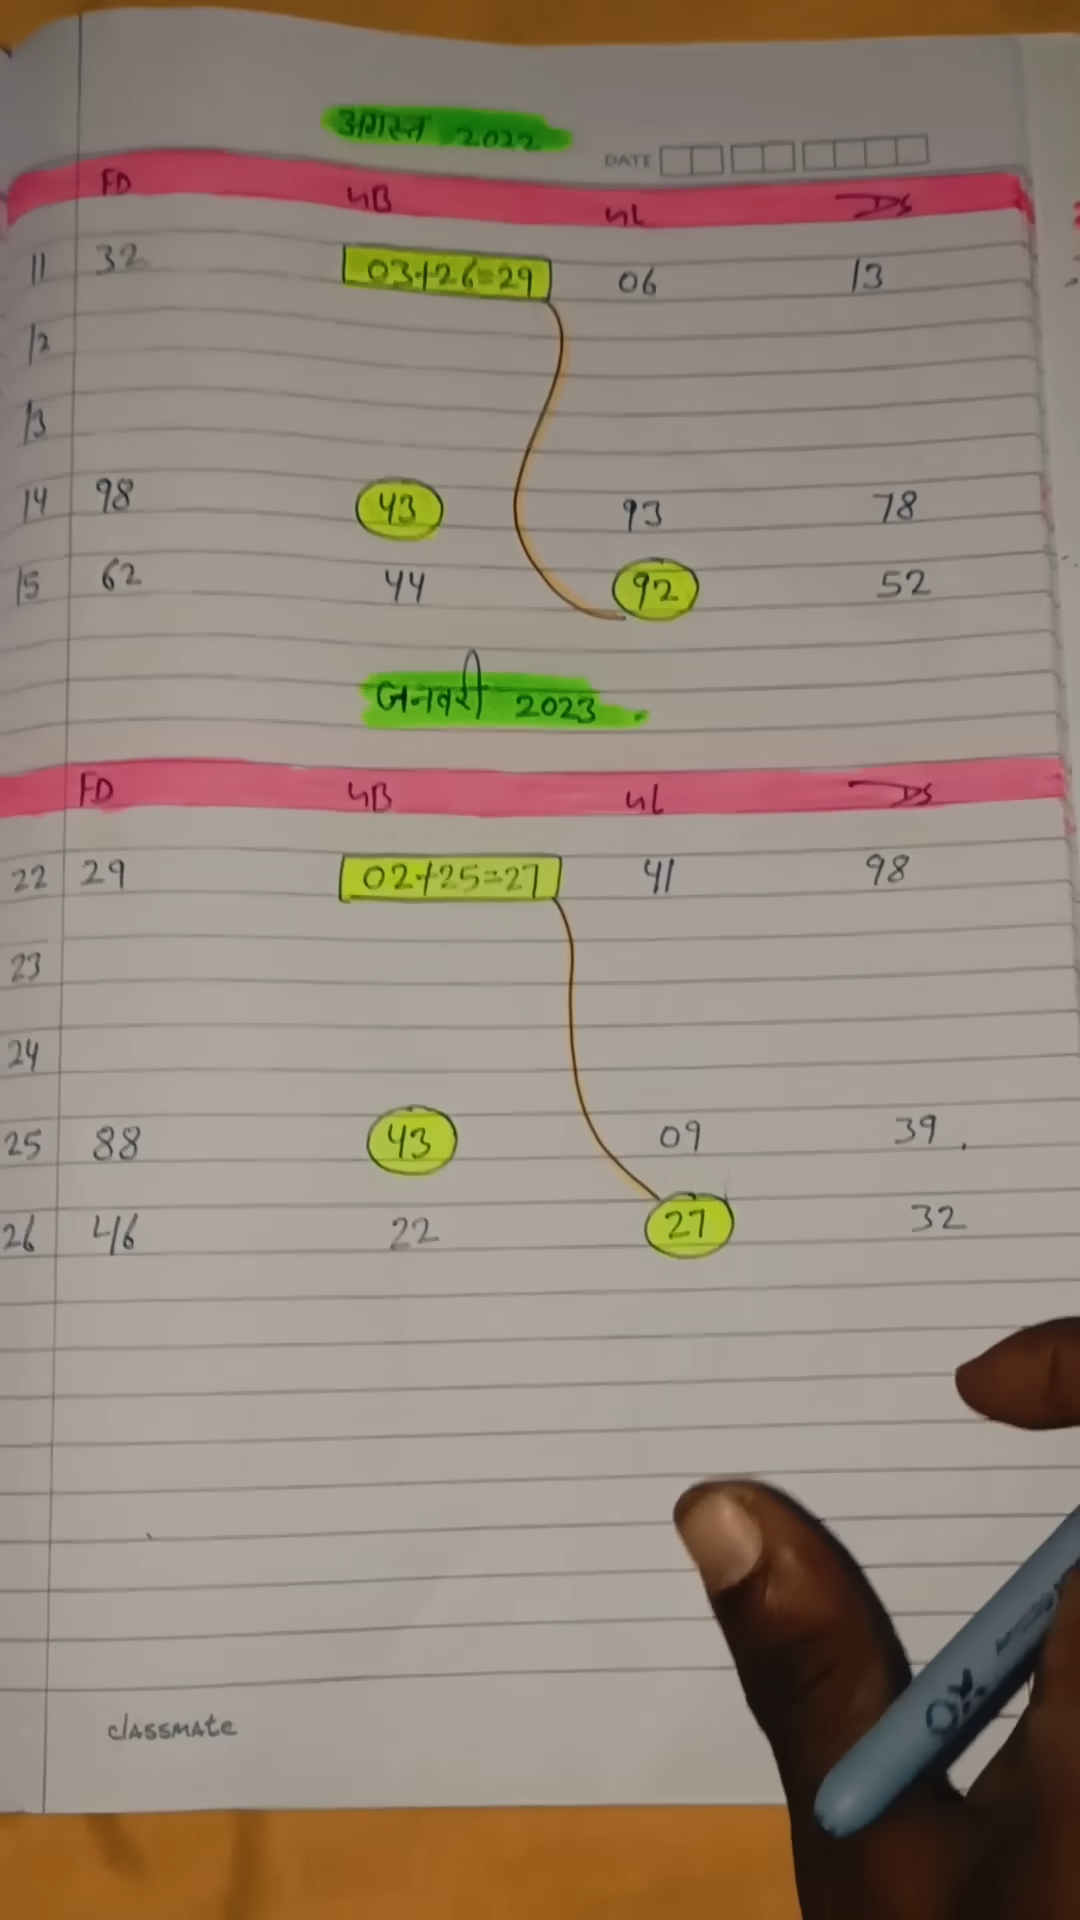 अगस्त 2022
DATE
FD GB GL DS
11 32 03+26=29 06 13
12
13
14 98 43 93 78
15 62 44 92 52
जनवरी 2023
FD GB GL DS
22 29 02+25=27 41 98
23
24
25 88 43 09 39.
26 46 22 27 32
classmate